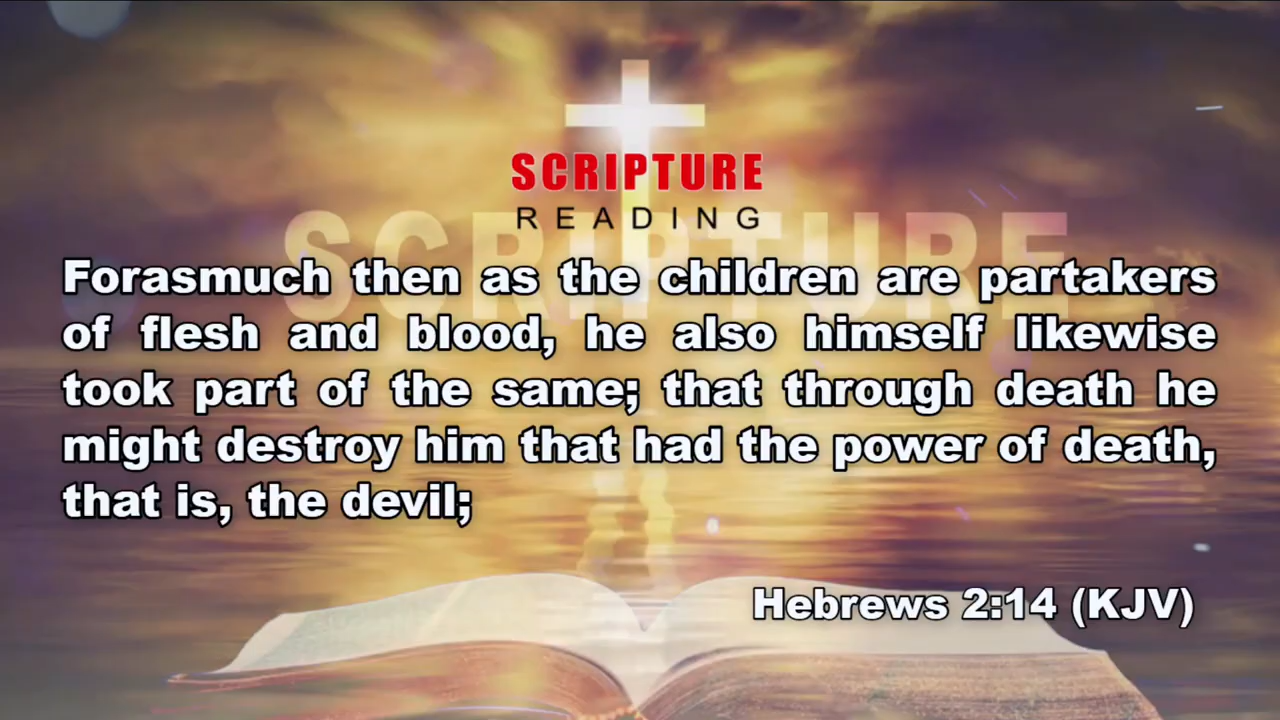 SCRIPTURE
READING
SCRIPTURE
Forasmuch then as the children are partakers
of flesh and blood, he also himself likewise
took part of the same; that through death he
might destroy him that had the power of death,
that is, the devil;
Hebrews 2:14 (KJV)